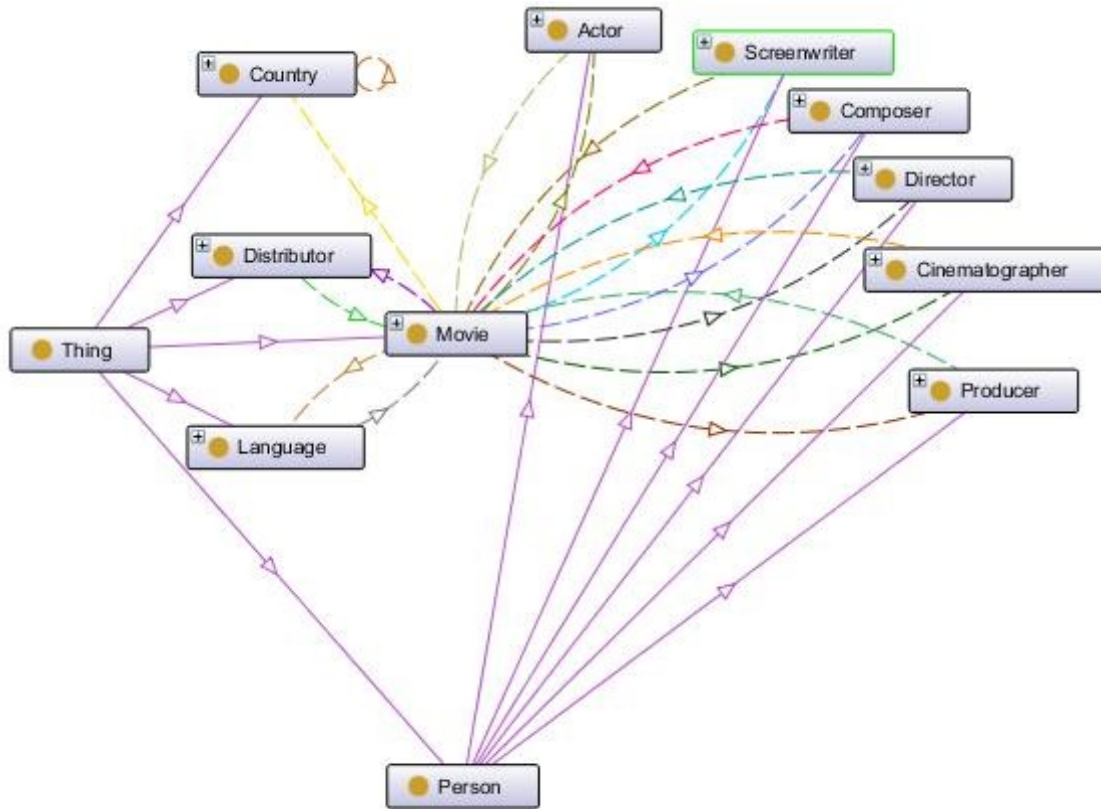 Actor
Screenwriter
Country
Composer
Director
Distributor
Cinematographer
Movie
Thing
Producer
Language
Person